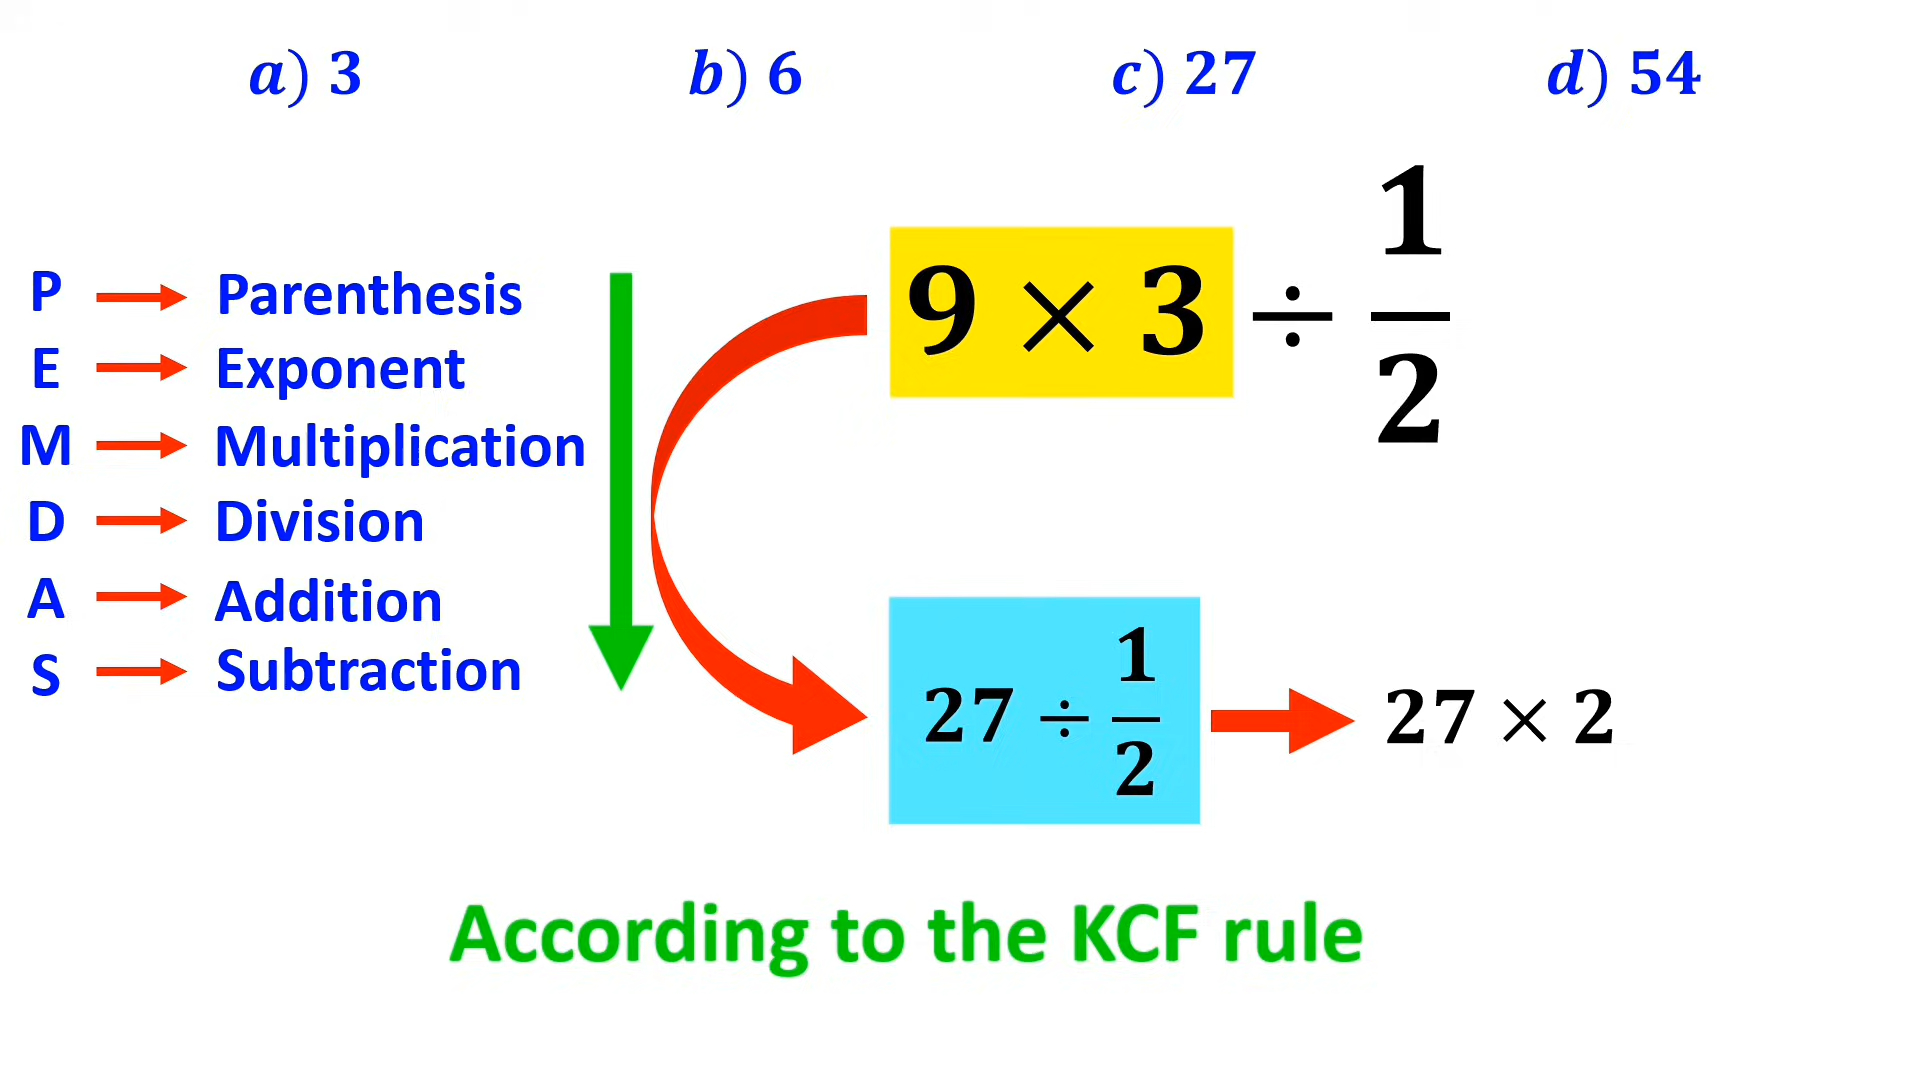 a) 3 b) 6 c) 27 d) 54
9 × 3 ÷ 1/2
P Parenthesis
E Exponent
M Multiplication
D Division
A Addition
S Subtraction
27 ÷ 1/2 27 × 2
According to the KCF rule